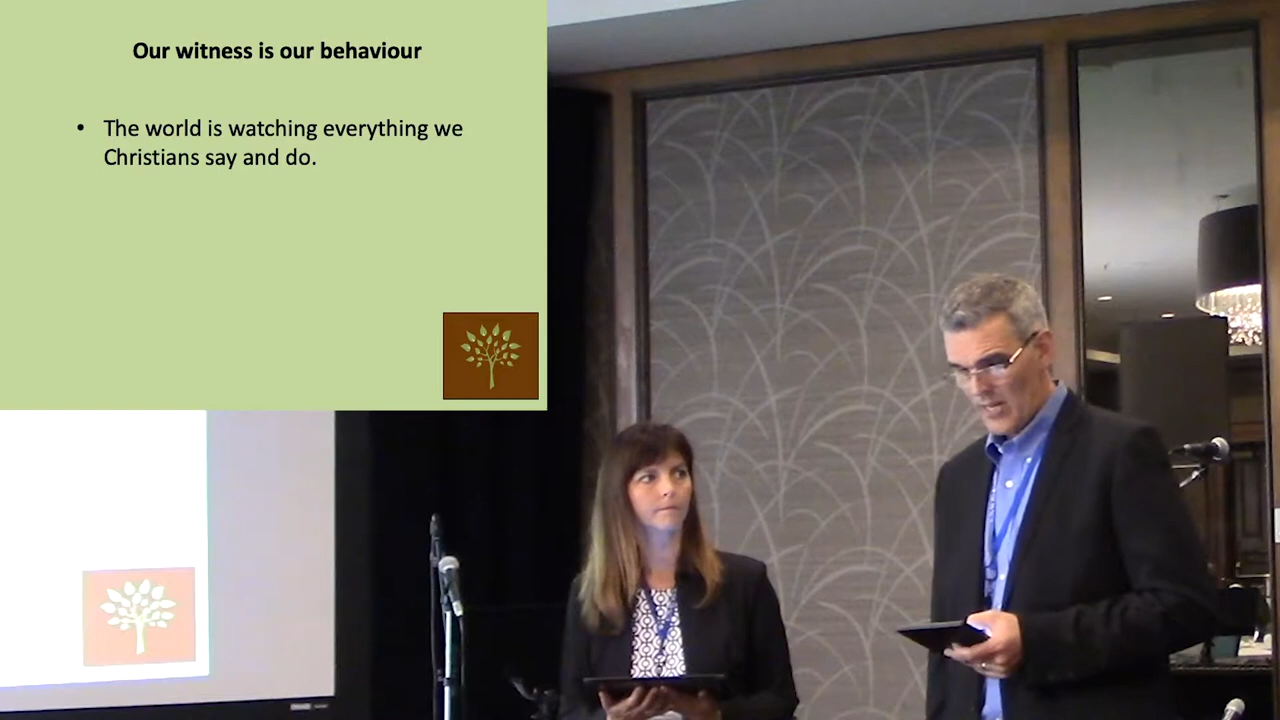 Our witness is our behaviour
• The world is watching everything we
Christians say and do.